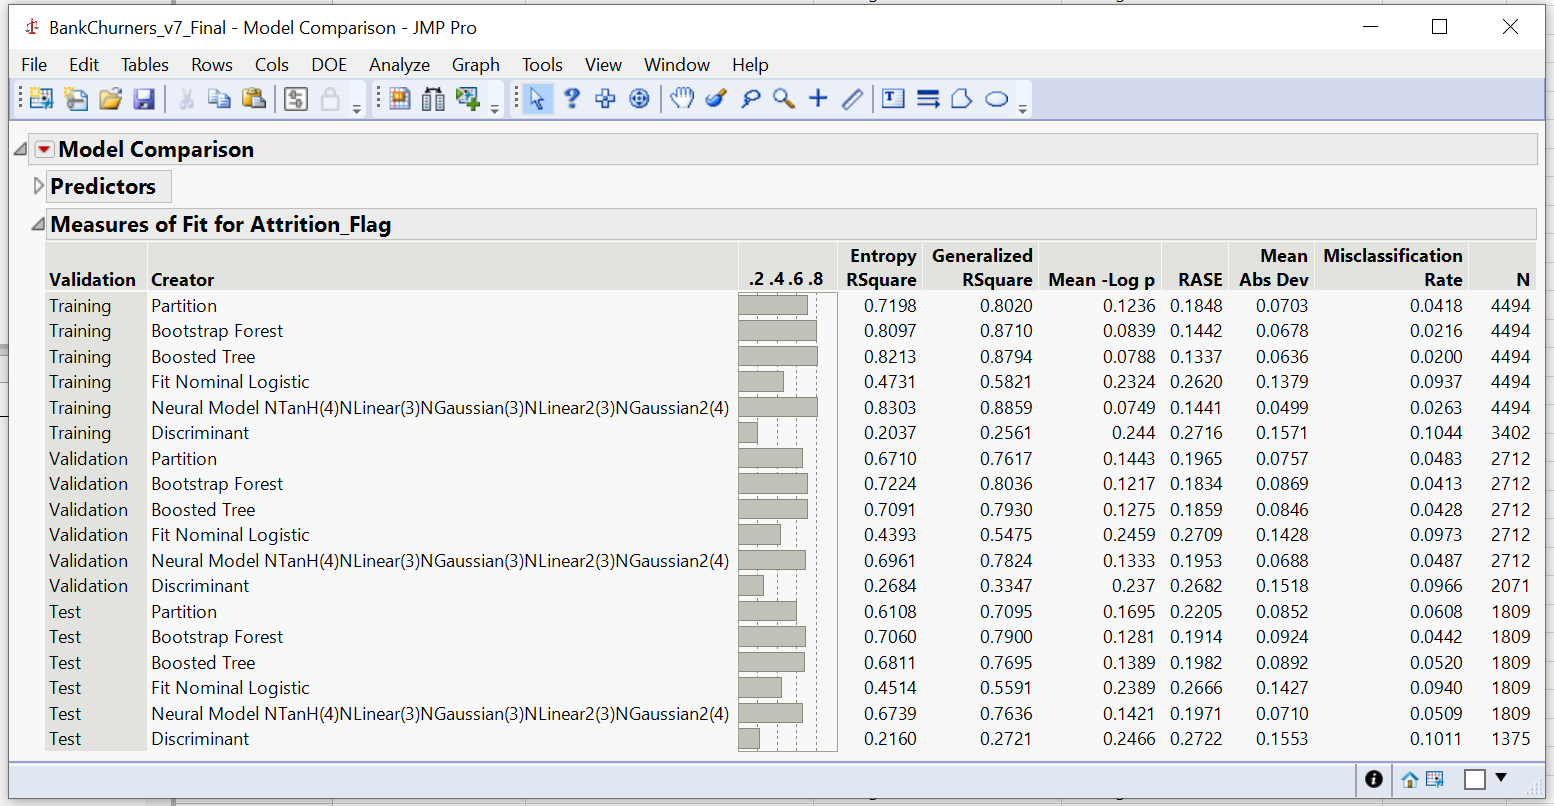 BankChurners_v7_Final - Model Comparison - JMP Pro
File Edit Tables Rows Cols DOE Analyze Graph Tools View Window Help
Model Comparison
Predictors
Measures of Fit for Attrition_Flag
Entropy Generalized Mean Misclassification
Validation Creator .2 .4 .6 .8 RSquare RSquare Mean -Log p RASE Abs Dev Rate N
Training Partition 0.7198 0.8020 0.1236 0.1848 0.0703 0.0418 4494
Training Bootstrap Forest 0.8097 0.8710 0.0839 0.1442 0.0678 0.0216 4494
Training Boosted Tree 0.8213 0.8794 0.0788 0.1337 0.0636 0.0200 4494
Training Fit Nominal Logistic 0.4731 0.5821 0.2324 0.2620 0.1379 0.0937 4494
Training Neural Model NTanH(4)NLinear(3)NGaussian(3)NLinear2(3)NGaussian2(4) 0.8303 0.8859 0.0749 0.1441 0.0499 0.0263 4494
Training Discriminant 0.2037 0.2561 0.244 0.2716 0.1571 0.1044 3402
Validation Partition 0.6710 0.7617 0.1443 0.1965 0.0757 0.0483 2712
Validation Bootstrap Forest 0.7224 0.8036 0.1217 0.1834 0.0869 0.0413 2712
Validation Boosted Tree 0.7091 0.7930 0.1275 0.1859 0.0846 0.0428 2712
Validation Fit Nominal Logistic 0.4393 0.5475 0.2459 0.2709 0.1428 0.0973 2712
Validation Neural Model NTanH(4)NLinear(3)NGaussian(3)NLinear2(3)NGaussian2(4) 0.6961 0.7824 0.1333 0.1953 0.0688 0.0487 2712
Validation Discriminant 0.2684 0.3347 0.237 0.2682 0.1518 0.0966 2071
Test Partition 0.6108 0.7095 0.1695 0.2205 0.0852 0.0608 1809
Test Bootstrap Forest 0.7060 0.7900 0.1281 0.1914 0.0924 0.0442 1809
Test Boosted Tree 0.6811 0.7695 0.1389 0.1982 0.0892 0.0520 1809
Test Fit Nominal Logistic 0.4514 0.5591 0.2389 0.2666 0.1427 0.0940 1809
Test Neural Model NTanH(4)NLinear(3)NGaussian(3)NLinear2(3)NGaussian2(4) 0.6739 0.7636 0.1421 0.1971 0.0710 0.0509 1809
Test Discriminant 0.2160 0.2721 0.2466 0.2722 0.1553 0.1011 1375